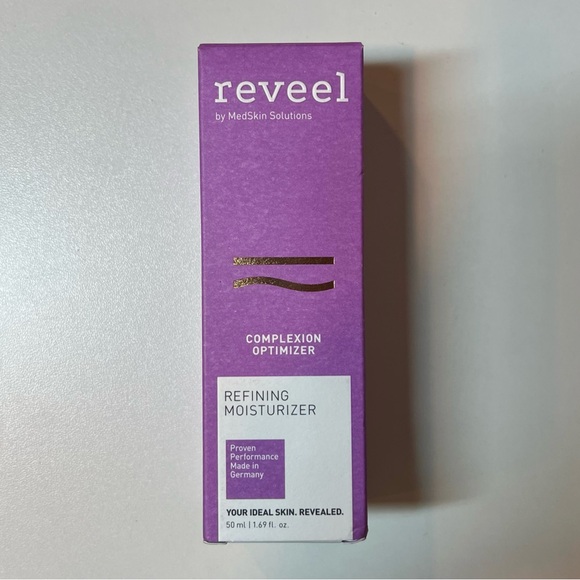 reveel
by MedSkin Solutions
COMPLEXION
OPTIMIZER
REFINING
MOISTURIZER
Proven
Performance
Made in
Germany
YOUR IDEAL SKIN. REVEALED.
50 ml | 1.69 fl. oz.